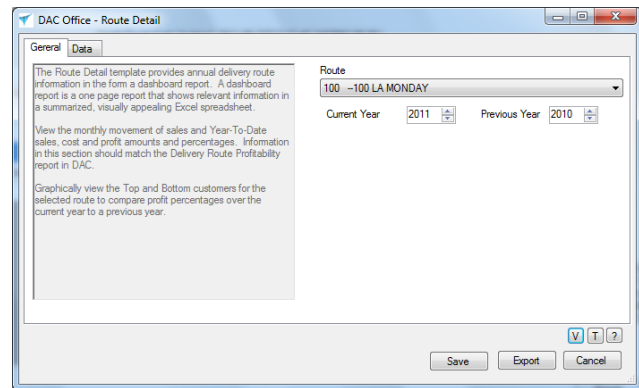 DAC Office - Route Detail
General Data
The Route Detail template provides annual delivery route
information in the form a dashboard report. A dashboard
report is a one page report that shows relevant information in
a summarized, visually appealing Excel spreadsheet.
View the monthly movement of sales and Year-To-Date
sales, cost and profit amounts and percentages. Information
in this section should match the Delivery Route Profitability
report in DAC.
Graphically view the Top and Bottom customers for the
selected route to compare profit percentages over the
current year to a previous year.
Route
100 --100 LA MONDAY
Current Year 2011 Previous Year 2010
V T ?
Save Export Cancel